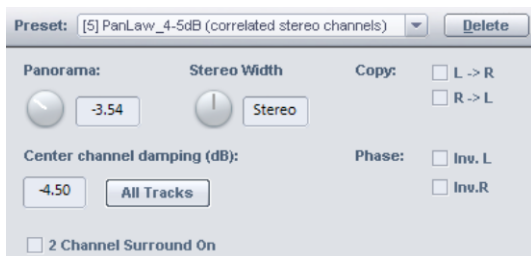 Preset: [5] PanLaw_4-5dB (correlated stereo channels) Delete
Panorama: Stereo Width Copy: L -> R
-3.54 Stereo R -> L
Center channel damping (dB): Phase: Inv. L
-4.50 All Tracks Inv.R
2 Channel Surround On